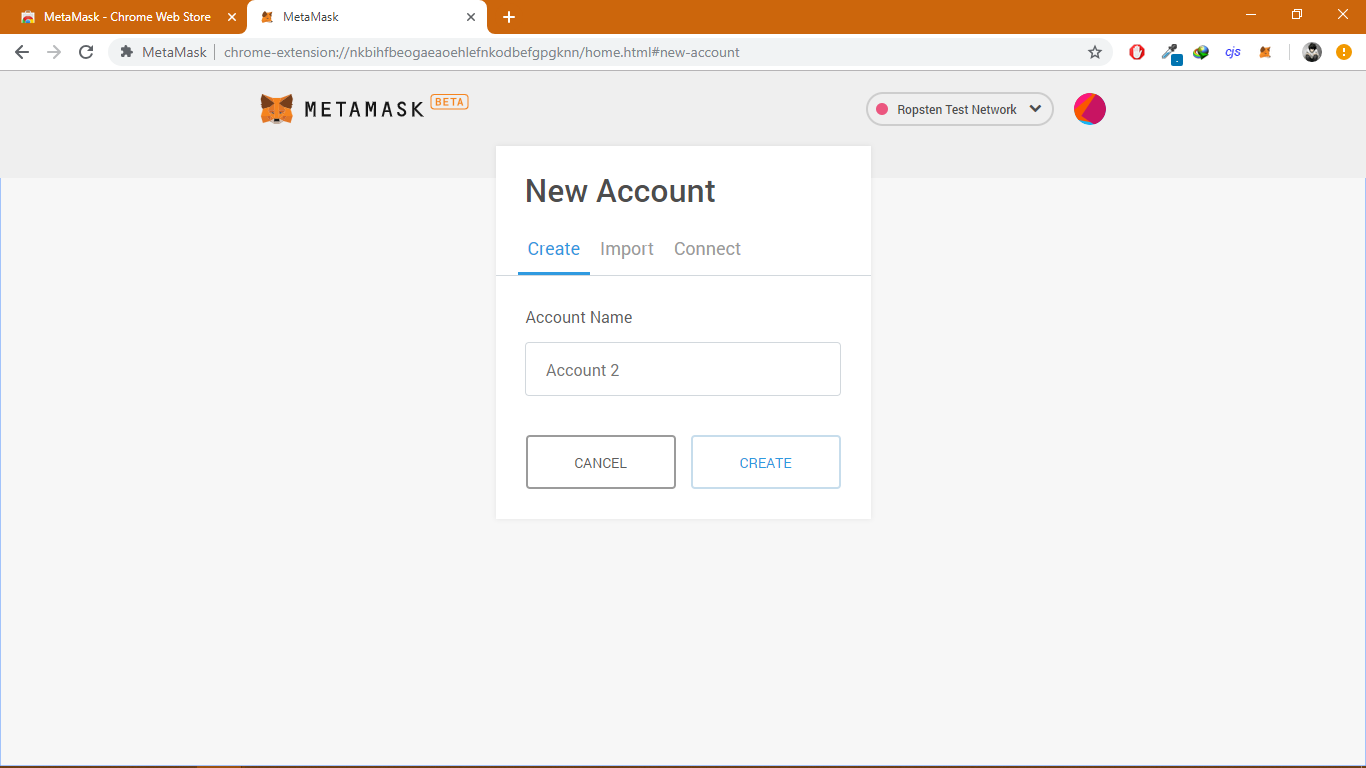 MetaMask - Chrome Web Store
MetaMask
MetaMask
chrome-extension://nkbihfbeogaeaoehlefnkodbefgpgknn/home.html#new-account
cjs
METAMASK BETA
Ropsten Test Network
New Account
Create Import Connect
Account Name
Account 2
CANCEL CREATE